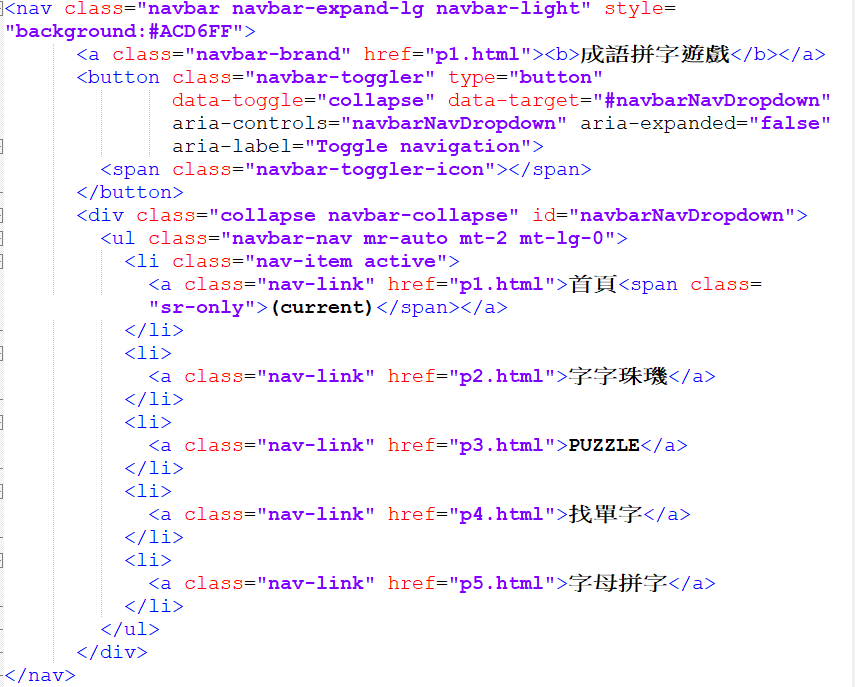 <nav class="navbar navbar-expand-lg navbar-light" style=
"background:#ACD6FF">
<a class="navbar-brand" href="p1.html"><b>成語拼字遊戲</b></a>
<button class="navbar-toggler" type="button"
data-toggle="collapse" data-target="#navbarNavDropdown"
aria-controls="navbarNavDropdown" aria-expanded="false"
aria-label="Toggle navigation">
<span class="navbar-toggler-icon"></span>
</button>
<div class="collapse navbar-collapse" id="navbarNavDropdown">
<ul class="navbar-nav mr-auto mt-2 mt-lg-0">
<li class="nav-item active">
<a class="nav-link" href="p1.html">首頁<span class=
"sr-only">(current)</span></a>
</li>
<li>
<a class="nav-link" href="p2.html">字字珠璣</a>
</li>
<li>
<a class="nav-link" href="p3.html">PUZZLE</a>
</li>
<li>
<a class="nav-link" href="p4.html">找單字</a>
</li>
<li>
<a class="nav-link" href="p5.html">字母拼字</a>
</li>
</ul>
</div>
</nav>